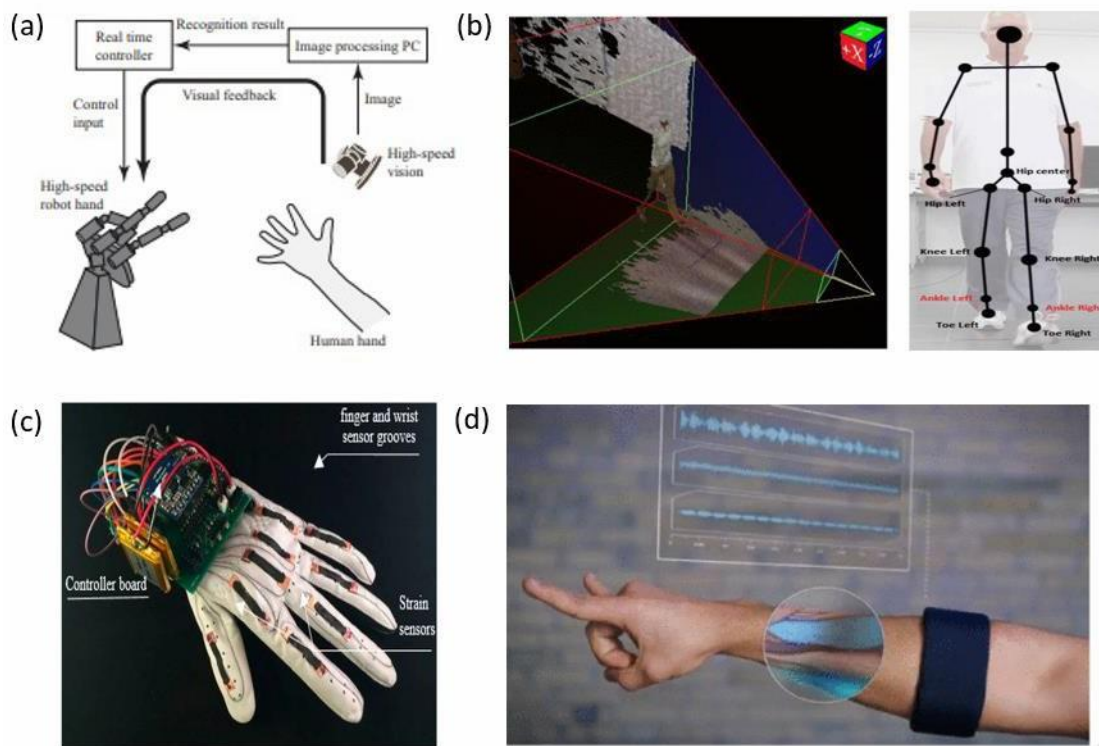 (a)
Recognition result
Real time
controller
Image processing PC
Visual feedback
Control
input
Image
High-speed
vision
High-speed
robot hand
Human hand
(b)
+X
-Z
Hip center
Hip Left
Hip Right
Knee Left
Knee Right
Ankle Left
Ankle Right
Toe Left
Toe Right
(c)
finger and wrist
sensor grooves
Controller board
Strain
sensors
(d)